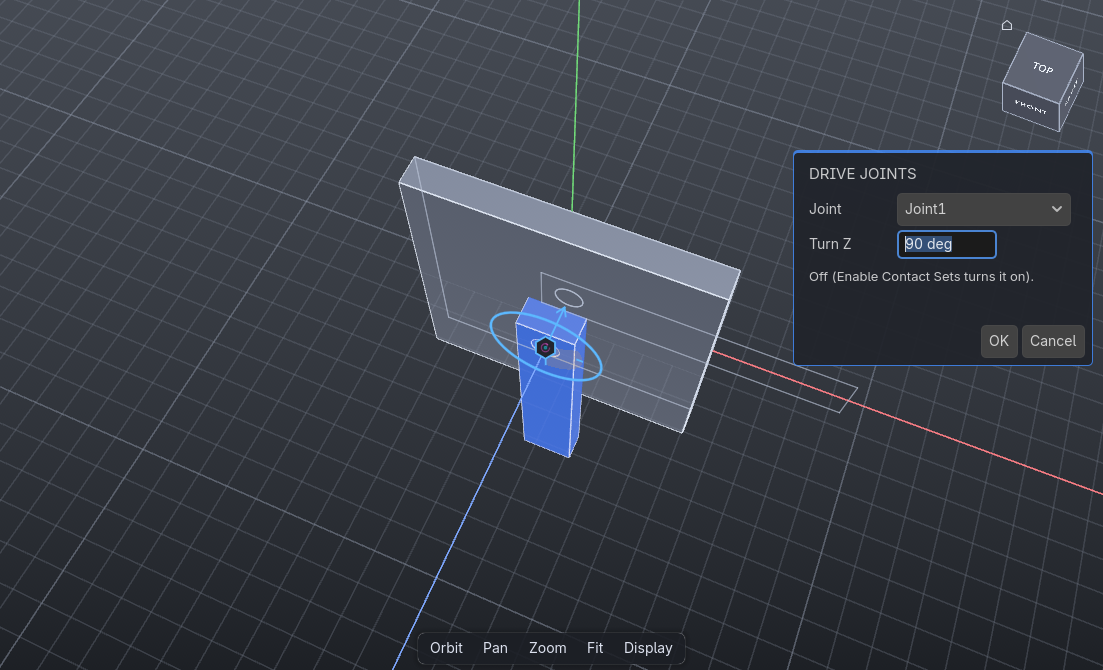 TOP
FRONT
DRIVE JOINTS
Joint Joint1
Turn Z 90 deg
Off (Enable Contact Sets turns it on).
OK Cancel
Orbit Pan Zoom Fit Display